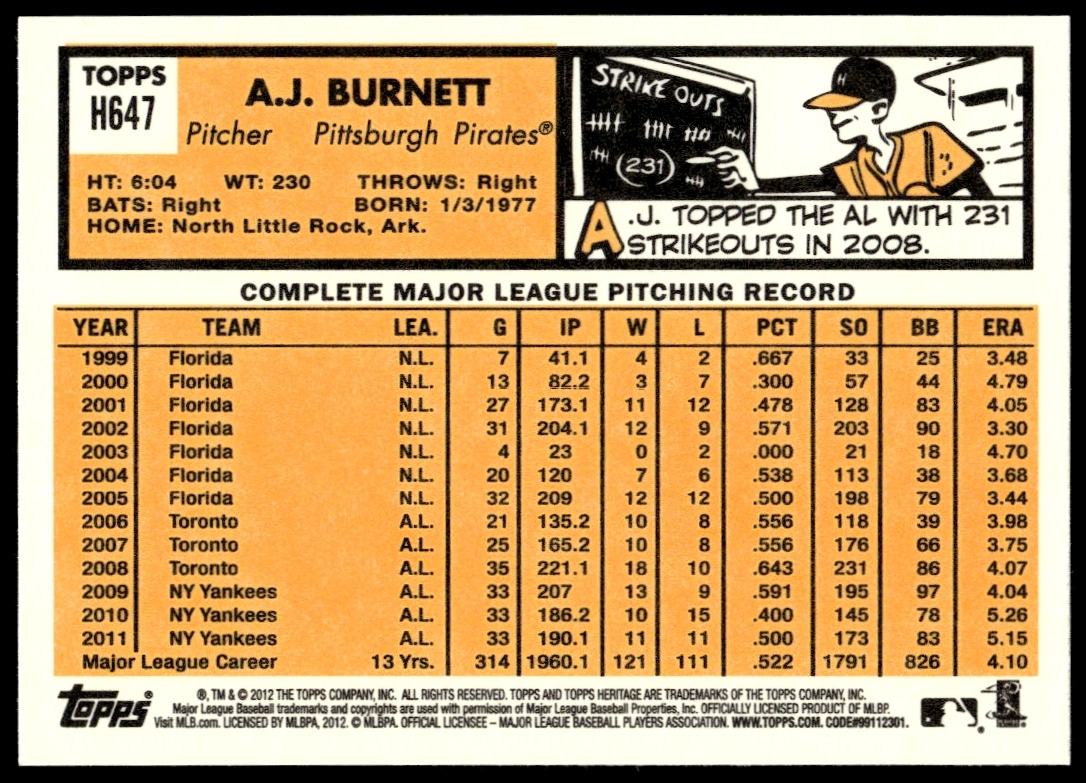 TOPPS
H647
A.J. BURNETT
Pitcher Pittsburgh Pirates®
HT: 6:04 WT: 230 THROWS: Right
BATS: Right BORN: 1/3/1977
HOME: North Little Rock, Ark.
STRIKE OUTS
(231)
H
A.J. TOPPED THE AL WITH 231
STRIKEOUTS IN 2008.
COMPLETE MAJOR LEAGUE PITCHING RECORD
YEAR TEAM LEA. G IP W L PCT SO BB ERA
1999 Florida N.L. 7 41.1 4 2 .667 33 25 3.48
2000 Florida N.L. 13 82.2 3 7 .300 57 44 4.79
2001 Florida N.L. 27 173.1 11 12 .478 128 83 4.05
2002 Florida N.L. 31 204.1 12 9 .571 203 90 3.30
2003 Florida N.L. 4 23 0 2 .000 21 18 4.70
2004 Florida N.L. 20 120 7 6 .538 113 38 3.68
2005 Florida N.L. 32 209 12 12 .500 198 79 3.44
2006 Toronto A.L. 21 135.2 10 8 .556 118 39 3.98
2007 Toronto A.L. 25 165.2 10 8 .556 176 66 3.75
2008 Toronto A.L. 35 221.1 18 10 .643 231 86 4.07
2009 NY Yankees A.L. 33 207 13 9 .591 195 97 4.04
2010 NY Yankees A.L. 33 186.2 10 15 .400 145 78 5.26
2011 NY Yankees A.L. 33 190.1 11 11 .500 173 83 5.15
Major League Career 13 Yrs. 314 1960.1 121 111 .522 1791 826 4.10
topps®
®, TM & © 2012 THE TOPPS COMPANY, INC. ALL RIGHTS RESERVED. TOPPS AND TOPPS HERITAGE ARE TRADEMARKS OF THE TOPPS COMPANY, INC.
Major League Baseball trademarks and copyrights are used with permission of Major League Baseball Properties, Inc. OFFICIALLY LICENSED PRODUCT OF MLBP.
Visit MLB.com. LICENSED BY MLBPA, 2012. © MLBPA. OFFICIAL LICENSEE – MAJOR LEAGUE BASEBALL PLAYERS ASSOCIATION. WWW.TOPPS.COM. CODE#99112301.